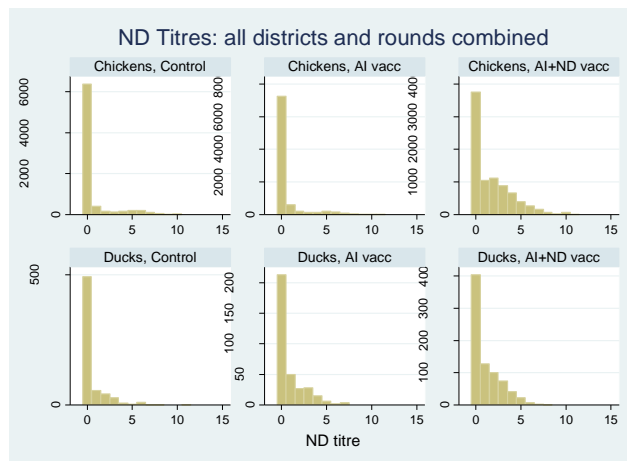 ND Titres: all districts and rounds combined
Chickens, Control
Chickens, AI vacc
Chickens, AI+ND vacc
0 2000 4000 6000
0 2000 4000 6000 800
0 1000 2000 3000 400
0 5 10 15
0 5 10 15
0 5 10 15
Ducks, Control
Ducks, AI vacc
Ducks, AI+ND vacc
0 500
0 50 100 150 200
0 100 200 300 400
0 5 10 15
0 5 10 15
0 5 10 15
ND titre